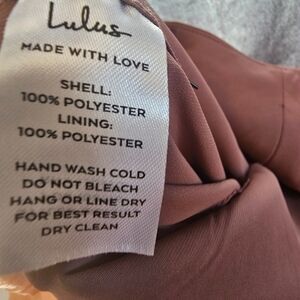 Lulus
MADE WITH LOVE
SHELL:
100% POLYESTER
LINING:
100% POLYESTER
HAND WASH COLD
DO NOT BLEACH
HANG OR LINE DRY
FOR BEST RESULT
DRY CLEAN